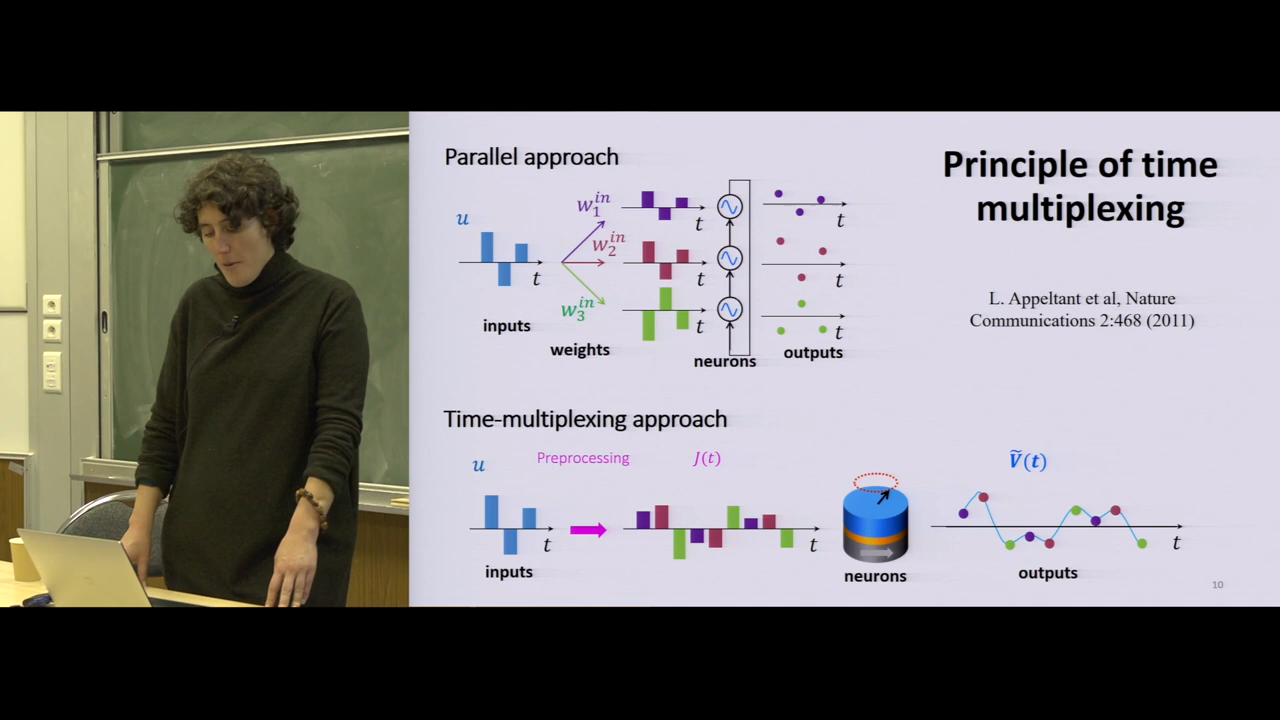 Parallel approach
Principle of time
multiplexing
u
t
inputs
w₁ⁱⁿ
w₂ⁱⁿ
w₃ⁱⁿ
weights
t
t
t
neurons
t
t
t
outputs
L. Appeltant et al, Nature
Communications 2:468 (2011)
Time-multiplexing approach
u
Preprocessing
J(t)
Ṽ(t)
t
t
t
inputs
neurons
outputs
10